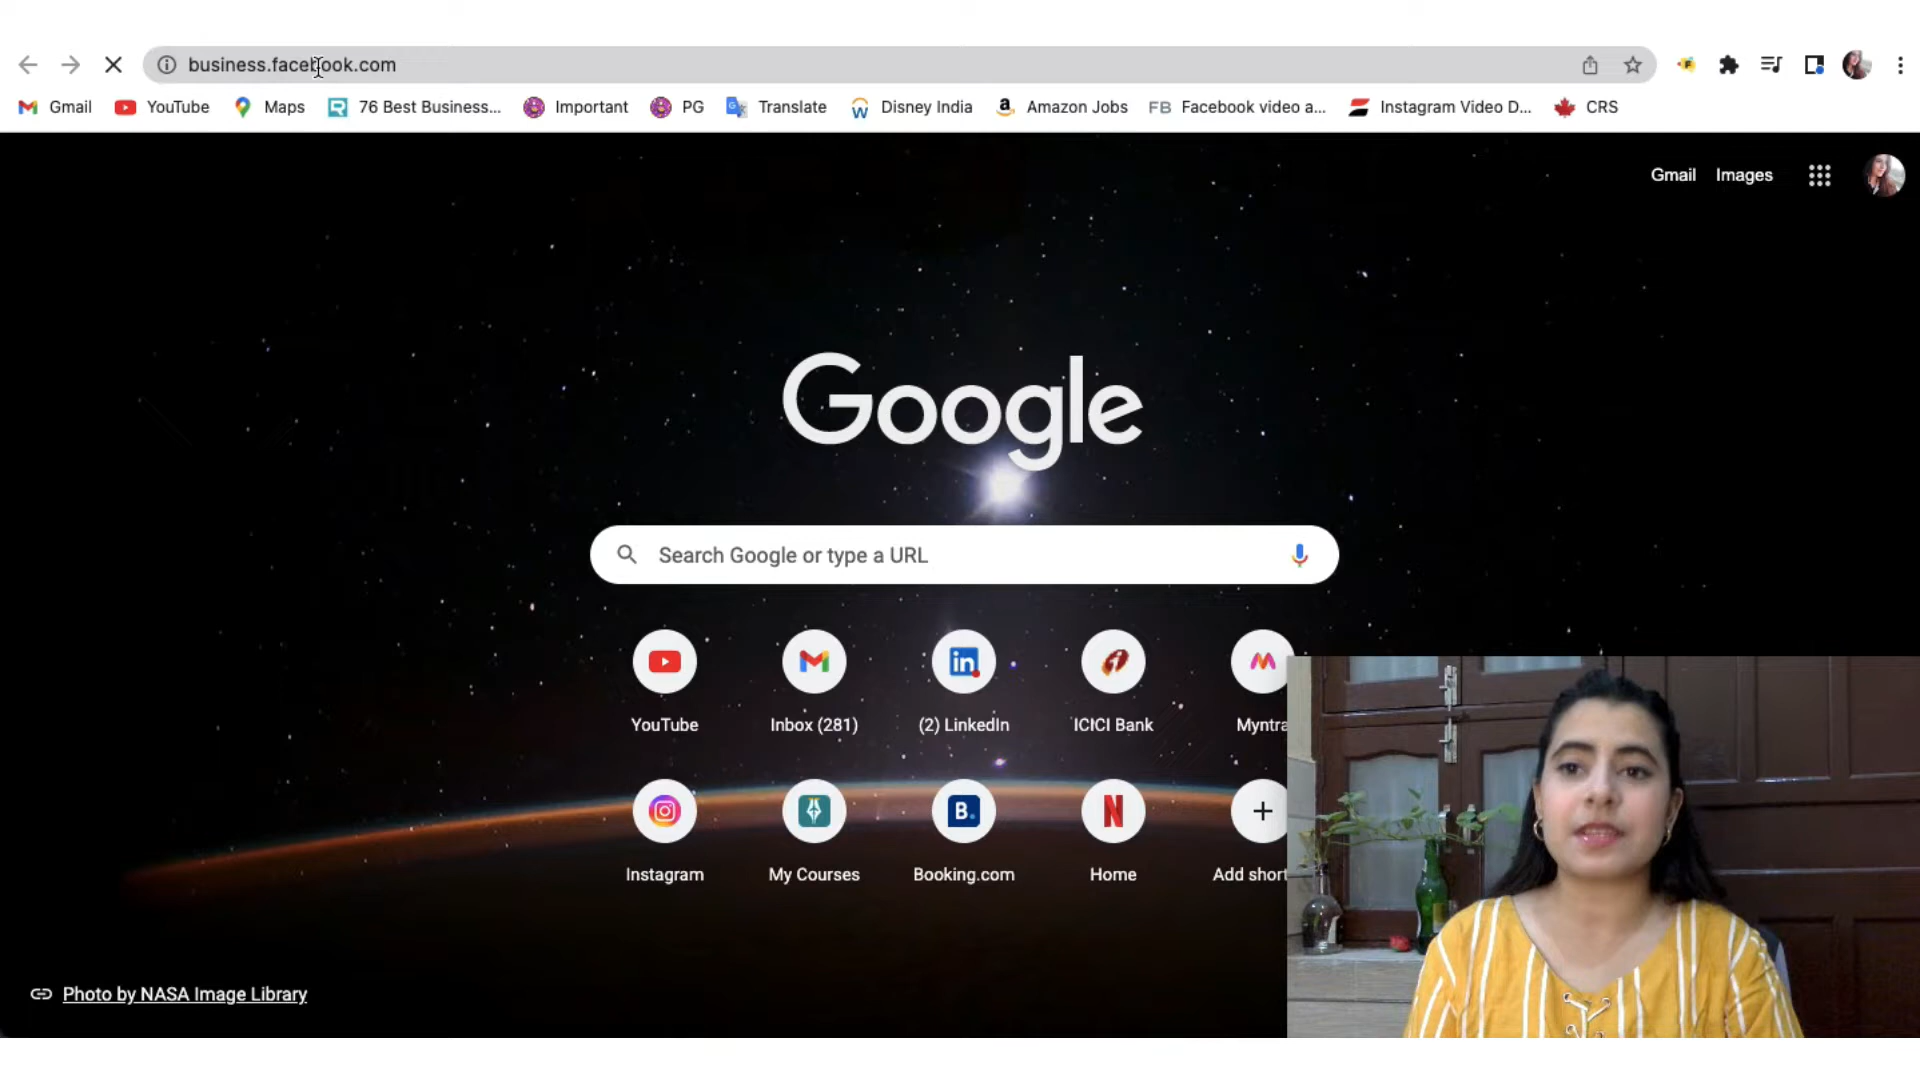 business.facebook.com
Gmail YouTube Maps 76 Best Business... Important PG Translate Disney India Amazon Jobs FB Facebook video a... Instagram Video D... CRS
Gmail Images
Google
Search Google or type a URL
YouTube Inbox (281) (2) LinkedIn ICICI Bank Myntra
Instagram My Courses Booking.com Home Add short
Photo by NASA Image Library